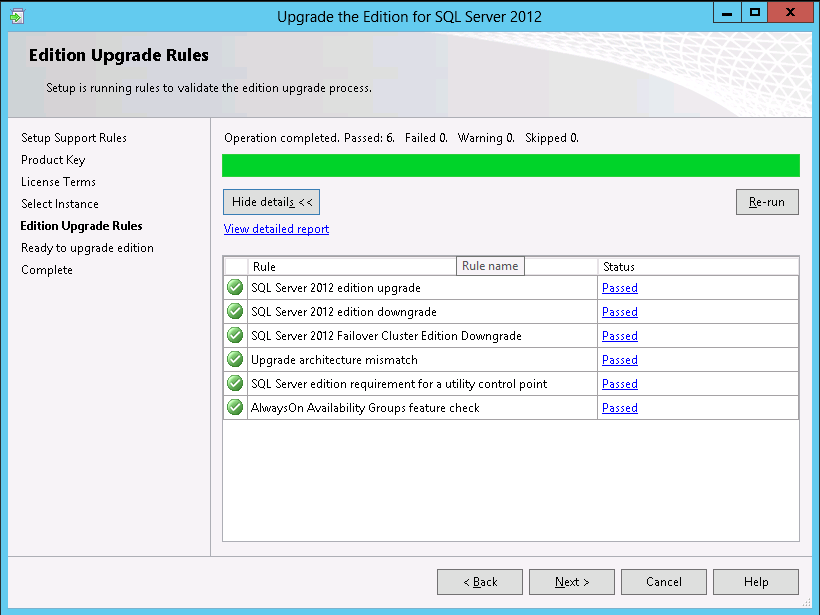 Upgrade the Edition for SQL Server 2012
Edition Upgrade Rules
Setup is running rules to validate the edition upgrade process.
Setup Support Rules
Product Key
License Terms
Select Instance
Edition Upgrade Rules
Ready to upgrade edition
Complete
Operation completed. Passed: 6. Failed 0. Warning 0. Skipped 0.
Hide details << Re-run
View detailed report
Rule Rule name Status
SQL Server 2012 edition upgrade Passed
SQL Server 2012 edition downgrade Passed
SQL Server 2012 Failover Cluster Edition Downgrade Passed
Upgrade architecture mismatch Passed
SQL Server edition requirement for a utility control point Passed
AlwaysOn Availability Groups feature check Passed
< Back Next > Cancel Help